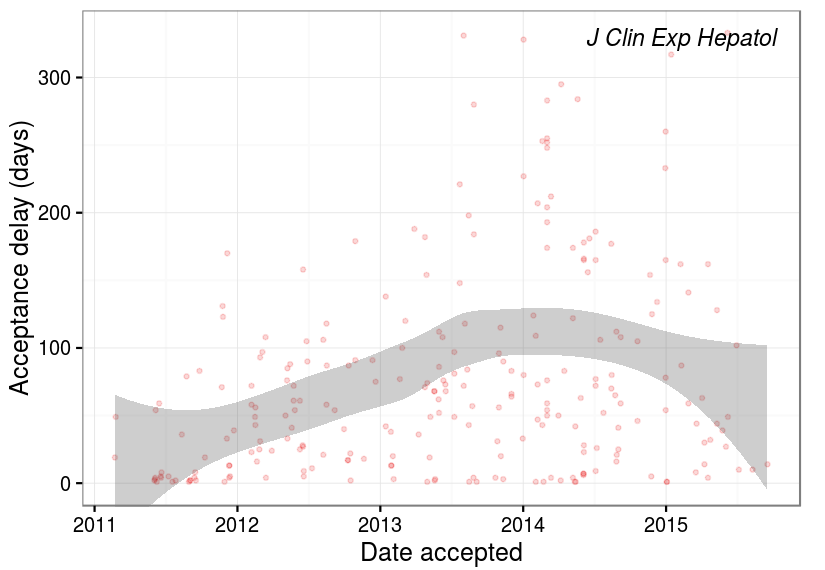 J Clin Exp Hepatol
Acceptance delay (days)
300
200
100
0
2011 2012 2013 2014 2015
Date accepted